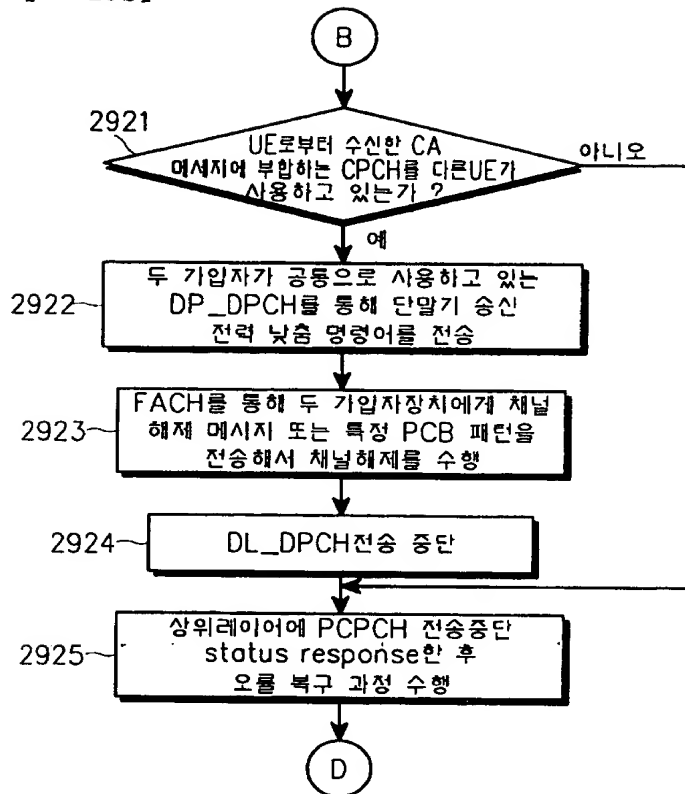 B
2921
UE로부터 수신한 CA
메세지에 부합하는 CPCH를 다른UE가
사용하고 있는가 ?
아니오
예
2922
두 가입자가 공통으로 사용하고 있는
DP_DPCH를 통해 단말기 송신
전력 낮춤 명령어를 전송
2923
FACH를 통해 두 가입자장치에게 채널
해제 메시지 또는 특정 PCB 패턴을
전송해서 채널해제를 수행
2924
DL_DPCH전송 중단
2925
상위레이어에 PCPCH 전송중단
status response한 후
오률 복구 과정 수행
D